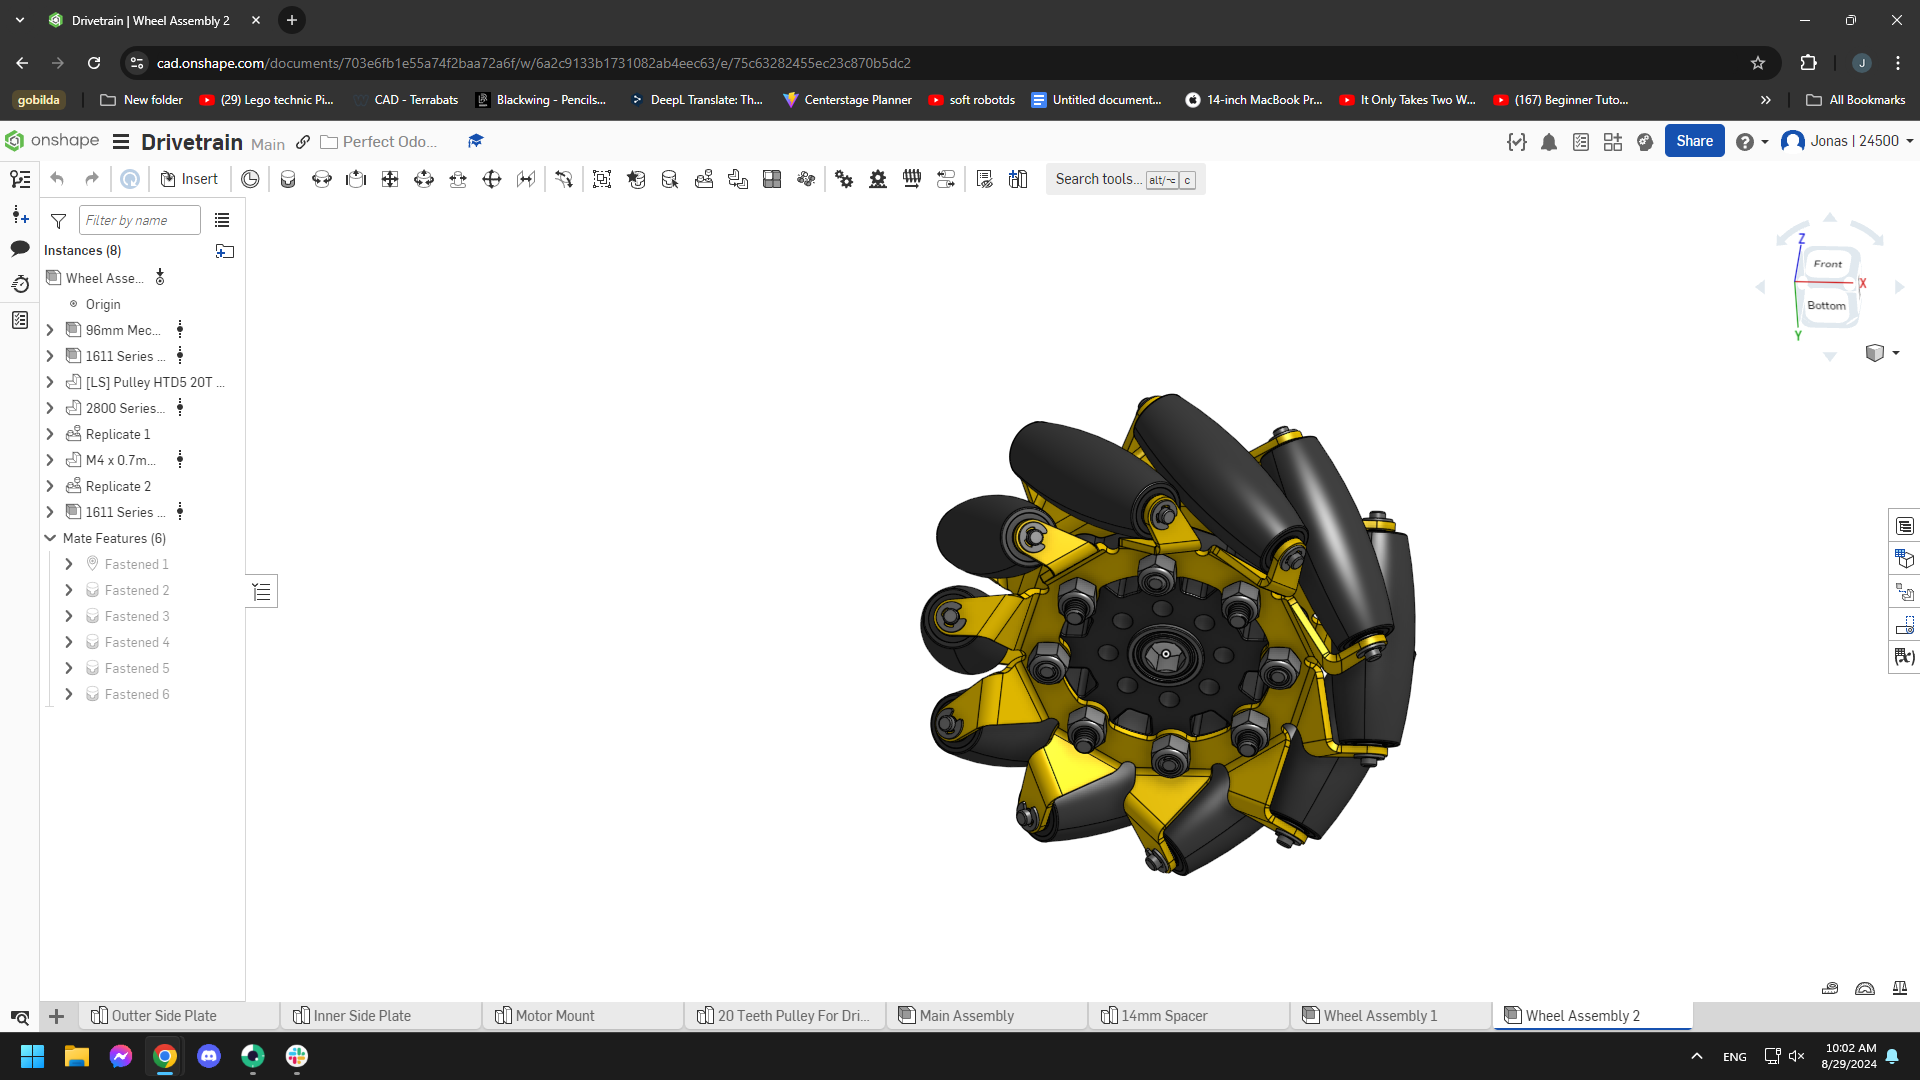 Drivetrain | Wheel Assembly 2
cad.onshape.com/documents/703e6fb1e55a74f2baa72a6f/w/6a2c9133b1731082ab4eec63/e/75c63282455ec23c870b5dc2
J
gobilda
New folder
(29) Lego technic Pi...
CAD - Terrabats
Blackwing - Pencils...
DeepL Translate: Th...
Centerstage Planner
soft robotds
Untitled document...
14-inch MacBook Pr...
It Only Takes Two W...
(167) Beginner Tuto...
All Bookmarks
onshape
Drivetrain Main
Perfect Odo...
Share
Jonas | 24500
Insert
Search tools... alt/⌥ c
Filter by name
Instances (8)
Wheel Asse...
Origin
96mm Mec...
1611 Series ...
[LS] Pulley HTD5 20T ...
2800 Series...
Replicate 1
M4 x 0.7m...
Replicate 2
1611 Series ...
Mate Features (6)
Fastened 1
Fastened 2
Fastened 3
Fastened 4
Fastened 5
Fastened 6
Z
Front
X
Bottom
Y
Outter Side Plate
Inner Side Plate
Motor Mount
20 Teeth Pulley For Dri...
Main Assembly
14mm Spacer
Wheel Assembly 1
Wheel Assembly 2
ENG
10:02 AM
8/29/2024